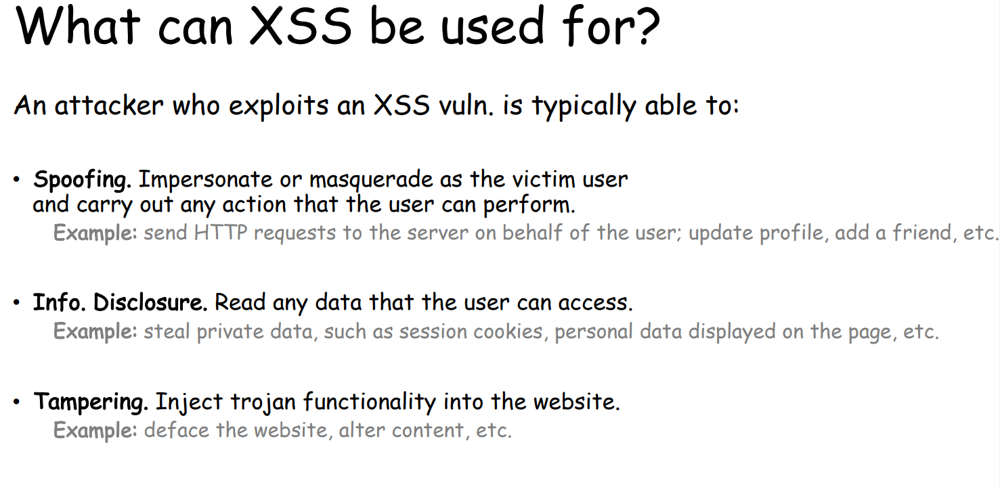 What can XSS be used for?
An attacker who exploits an XSS vuln. is typically able to:
• Spoofing. Impersonate or masquerade as the victim user
and carry out any action that the user can perform.
Example: send HTTP requests to the server on behalf of the user; update profile, add a friend, etc.
• Info. Disclosure. Read any data that the user can access.
Example: steal private data, such as session cookies, personal data displayed on the page, etc.
• Tampering. Inject trojan functionality into the website.
Example: deface the website, alter content, etc.